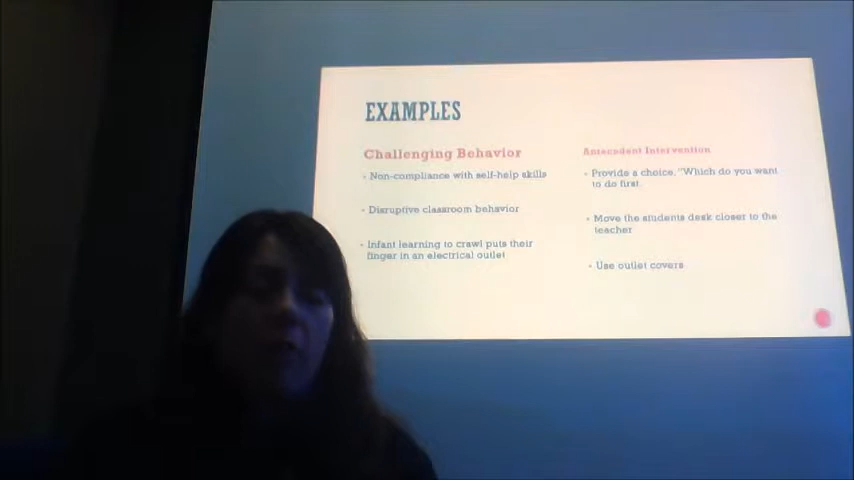 EXAMPLES
Challenging Behavior
• Non-compliance with self-help skills
• Disruptive classroom behavior
• Infant learning to crawl puts their
finger in an electrical outlet
Antecedent Intervention
• Provide a choice, "Which do you want
to do first.
• Move the students desk closer to the
teacher
• Use outlet covers